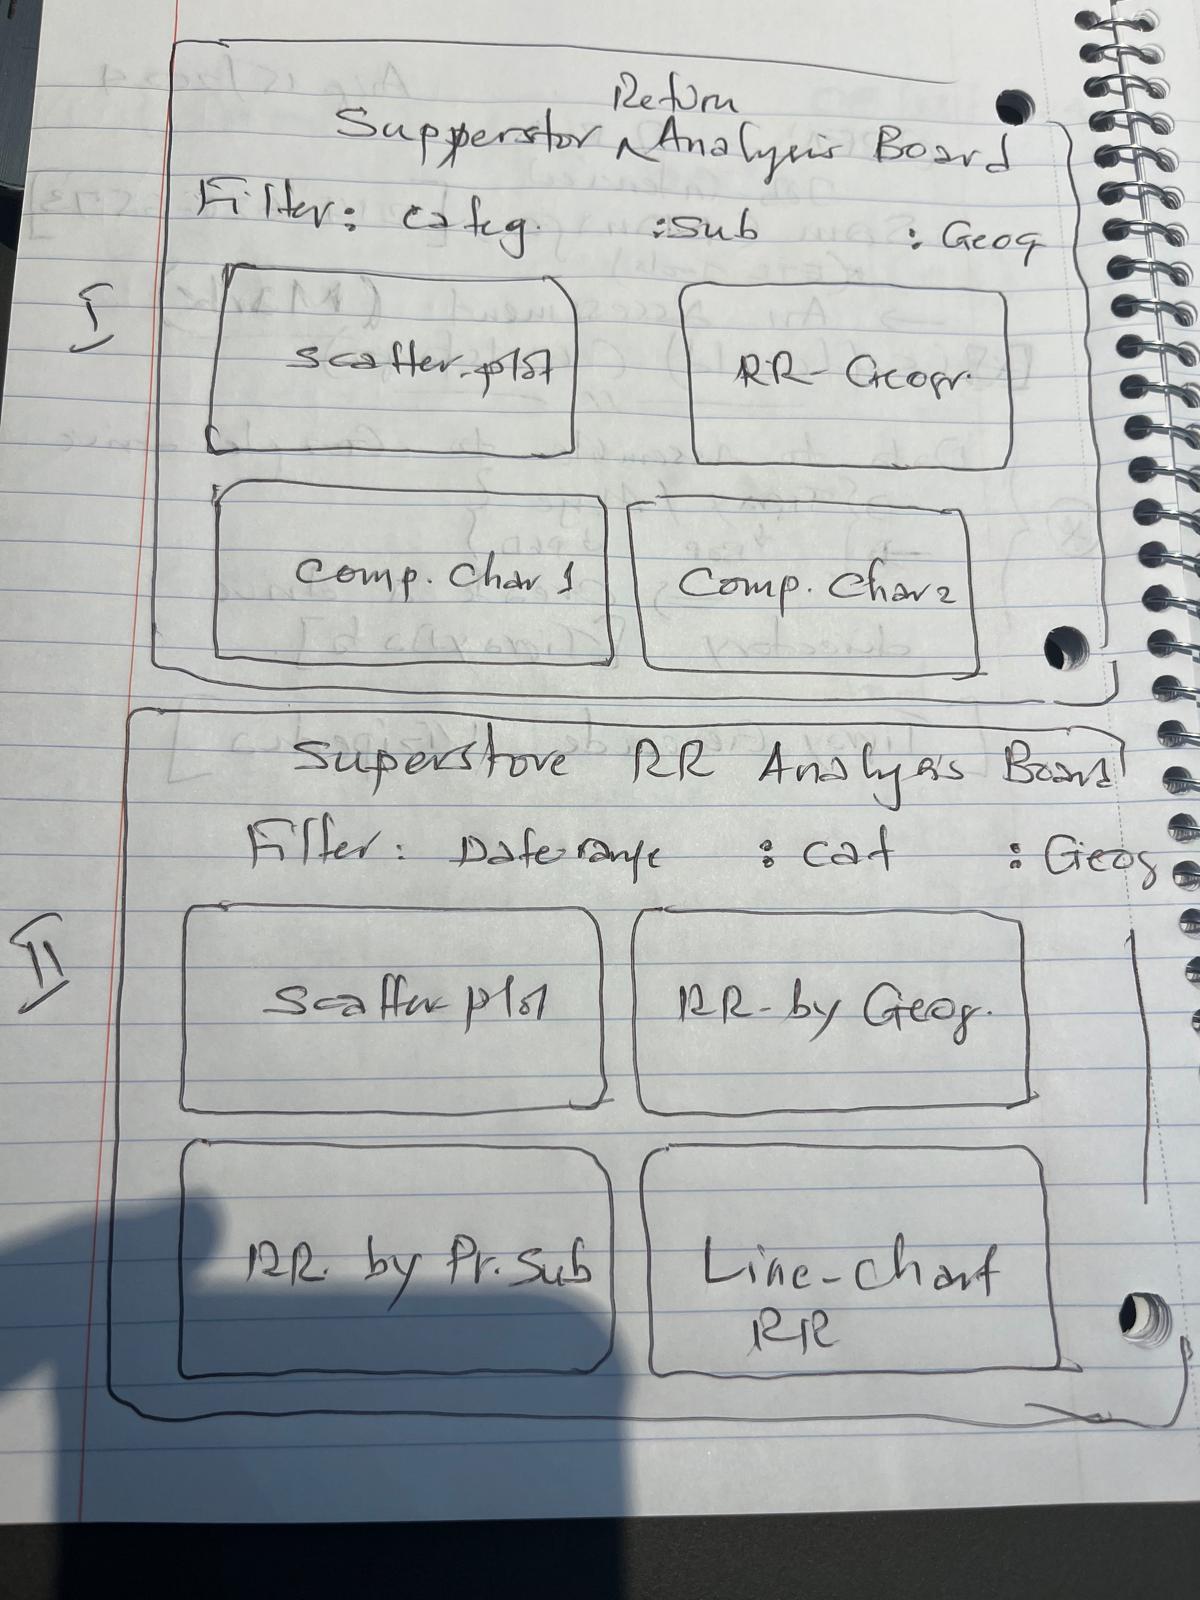 Return
Supperstor ^ Analysis Board
Filter: categ. :Sub : Geog
I
Scatter-plot
RR- Geogr.
Comp. Char 1
Comp. Char 2
Superstore RR Analysis Board
Filter: Date range : cat : Geog
II
Scatter plot
RR- by Geog.
RR. by Pr. Sub
Line-Chart
RR